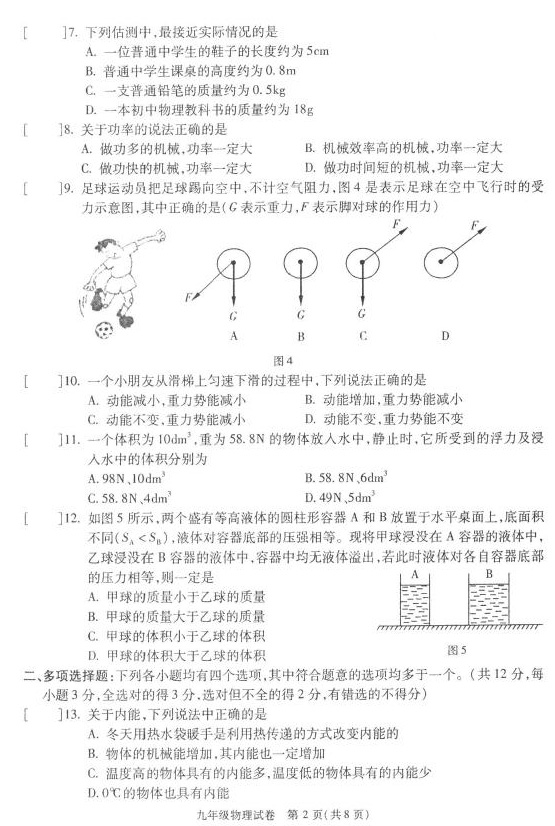 [ ]7. 下列估测中,最接近实际情况的是
A. 一位普通中学生的鞋子的长度约为5cm
B. 普通中学生课桌的高度约为0.8m
C. 一支普通铅笔的质量约为0.5kg
D. 一本初中物理教科书的质量约为18g
[ ]8. 关于功率的说法正确的是
A. 做功多的机械,功率一定大 B. 机械效率高的机械,功率一定大
C. 做功快的机械,功率一定大 D. 做功时间短的机械,功率一定大
[ ]9. 足球运动员把足球踢向空中,不计空气阻力,图4是表示足球在空中飞行时的受
力示意图,其中正确的是(G表示重力,F表示脚对球的作用力)
F G A
G B
F G C
F D
图4
[ ]10. 一个小朋友从滑梯上匀速下滑的过程中,下列说法正确的是
A. 动能减小,重力势能减小 B. 动能增加,重力势能减小
C. 动能不变,重力势能减小 D. 动能不变,重力势能不变
[ ]11. 一个体积为10dm³,重为58.8N的物体放入水中,静止时,它所受到的浮力及浸
入水中的体积分别为
A. 98N、10dm³ B. 58.8N、6dm³
C. 58.8N、4dm³ D. 49N、5dm³
[ ]12. 如图5所示,两个盛有等高液体的圆柱形容器A和B放置于水平桌面上,底面积
不同(S_A<S_B),液体对容器底部的压强相等。现将甲球浸没在A容器的液体中,
乙球浸没在B容器的液体中,容器中均无液体溢出,若此时液体对各自容器底部
的压力相等,则一定是
A. 甲球的质量小于乙球的质量
B. 甲球的质量大于乙球的质量
C. 甲球的体积小于乙球的体积
D. 甲球的体积大于乙球的体积
A B
图5
二、多项选择题:下列各小题均有四个选项,其中符合题意的选项均多于一个。(共12分,每
小题3分,全选对的得3分,选对但不全的得2分,有错选的不得分)
[ ]13. 关于内能,下列说法中正确的是
A. 冬天用热水袋暖手是利用热传递的方式改变内能的
B. 物体的机械能增加,其内能也一定增加
C. 温度高的物体具有的内能多,温度低的物体具有的内能少
D. 0℃的物体也具有内能
九年级物理试卷 第2页(共8页)